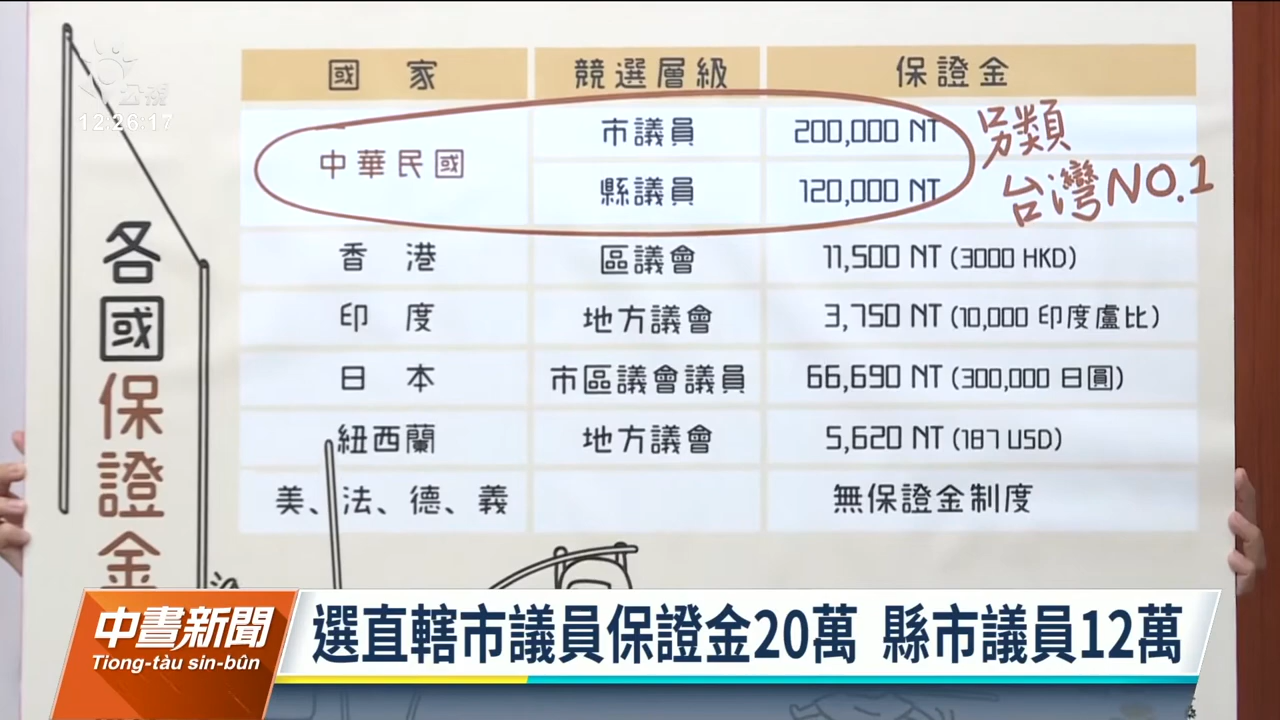 公視
12:26:17
各國保證金
國 家 競選層級 保證金
中華民國 市議員 200,000 NT
縣議員 120,000 NT
另類
台灣NO.1
香 港 區議會 11,500 NT (3000 HKD)
印 度 地方議會 3,750 NT (10,000 印度盧比)
日 本 市區議會議員 66,690 NT (300,000 日圓)
紐西蘭 地方議會 5,620 NT (187 USD)
美、法、德、義 無保證金制度
中晝新聞
Tiong-tàu sin-bûn
選直轄市議員保證金20萬 縣市議員12萬